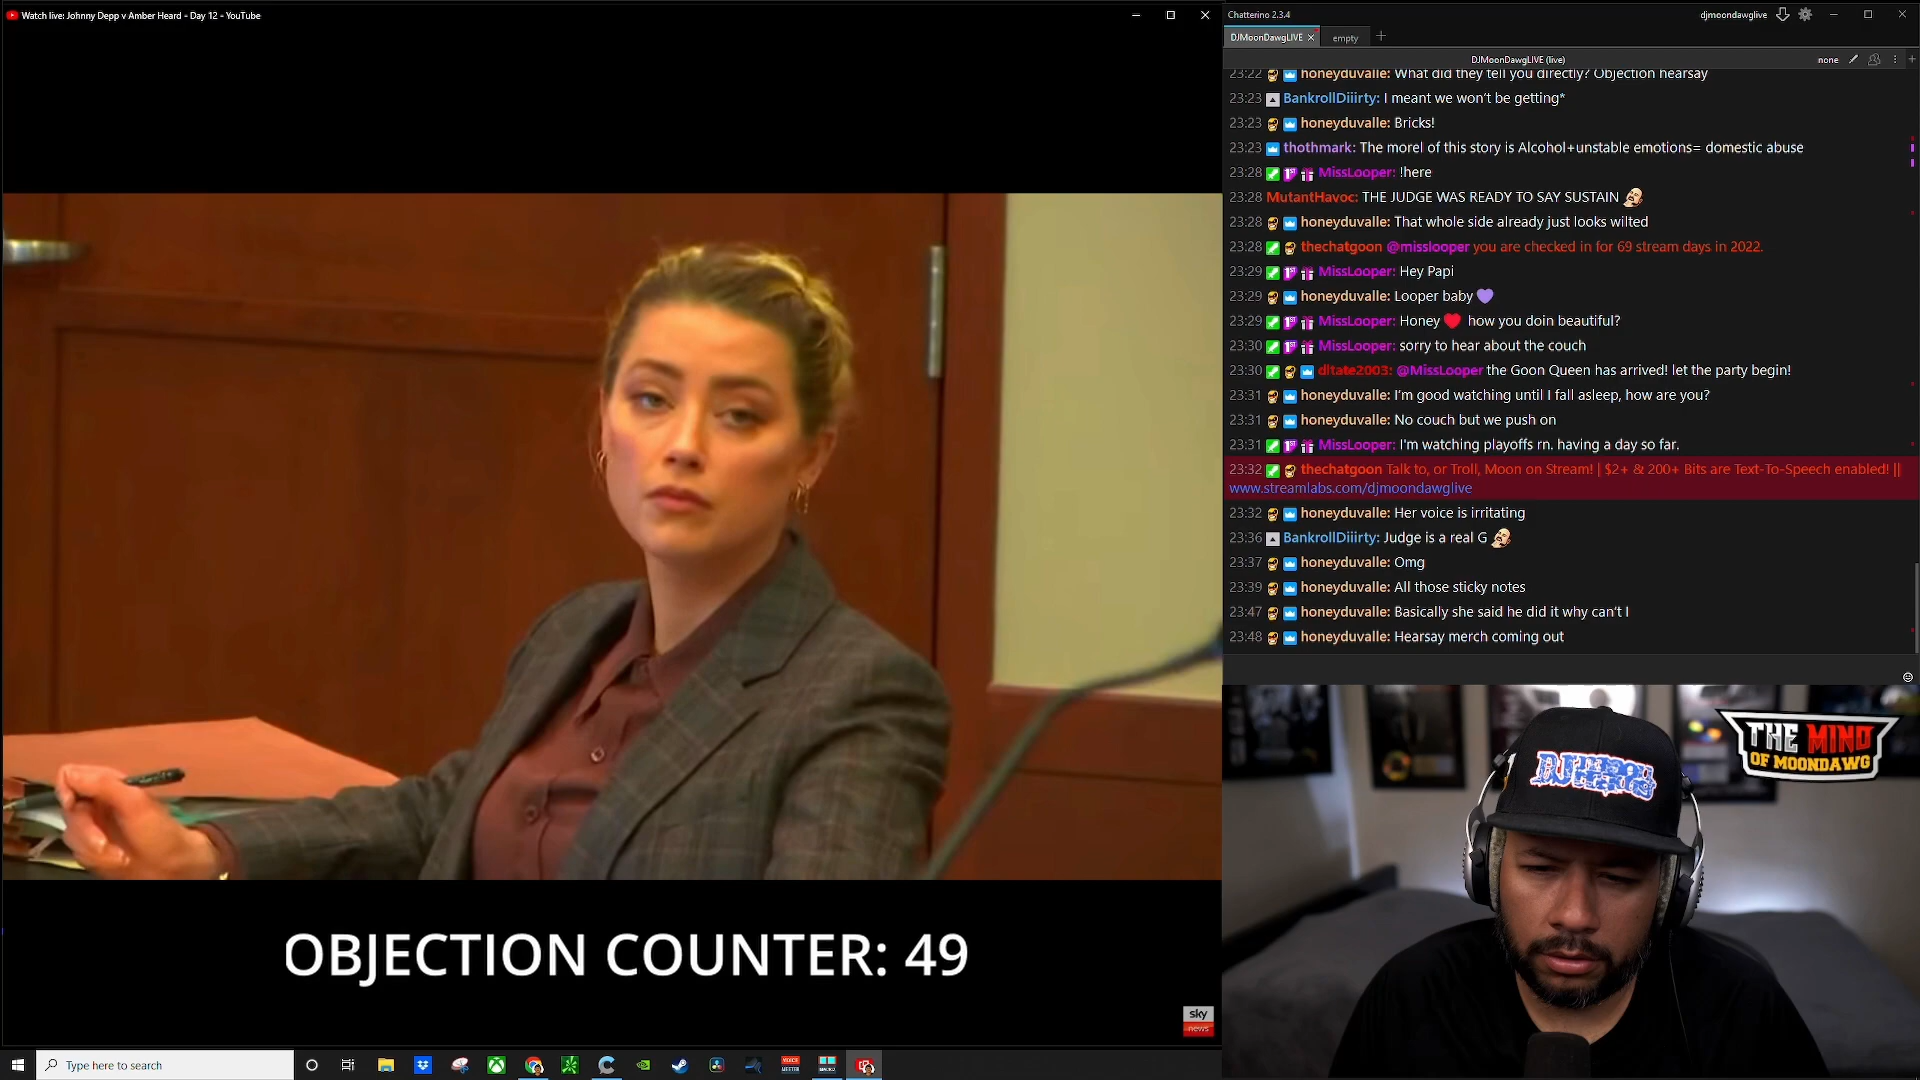 Watch live: Johnny Depp v Amber Heard - Day 12 - YouTube
OBJECTION COUNTER: 49
sky
news
Type here to search
Chatterino 2.3.4
djmoondawglive
DJMoonDawgLIVE
empty
DJMoonDawgLIVE (live)
none
23:22 honeyduvalle: What did they tell you directly? Objection hearsay
23:23 BankrollDiiirty: I meant we won't be getting*
23:23 honeyduvalle: Bricks!
23:23 thothmark: The morel of this story is Alcohol+unstable emotions= domestic abuse
23:28 MissLooper: !here
23:28 MutantHavoc: THE JUDGE WAS READY TO SAY SUSTAIN
23:28 honeyduvalle: That whole side already just looks wilted
23:28 thechatgoon @misslooper you are checked in for 69 stream days in 2022.
23:29 MissLooper: Hey Papi
23:29 honeyduvalle: Looper baby
23:29 MissLooper: Honey how you doin beautiful?
23:30 MissLooper: sorry to hear about the couch
23:30 dltate2003: @MissLooper the Goon Queen has arrived! let the party begin!
23:31 honeyduvalle: I'm good watching until I fall asleep, how are you?
23:31 honeyduvalle: No couch but we push on
23:31 MissLooper: I'm watching playoffs rn. having a day so far.
23:32 thechatgoon Talk to, or Troll, Moon on Stream! | $2+ & 200+ Bits are Text-To-Speech enabled! ||
www.streamlabs.com/djmoondawglive
23:32 honeyduvalle: Her voice is irritating
23:36 BankrollDiiirty: Judge is a real G
23:37 honeyduvalle: Omg
23:39 honeyduvalle: All those sticky notes
23:47 honeyduvalle: Basically she said he did it why can't I
23:48 honeyduvalle: Hearsay merch coming out
THE MIND
OF MOONDAWG